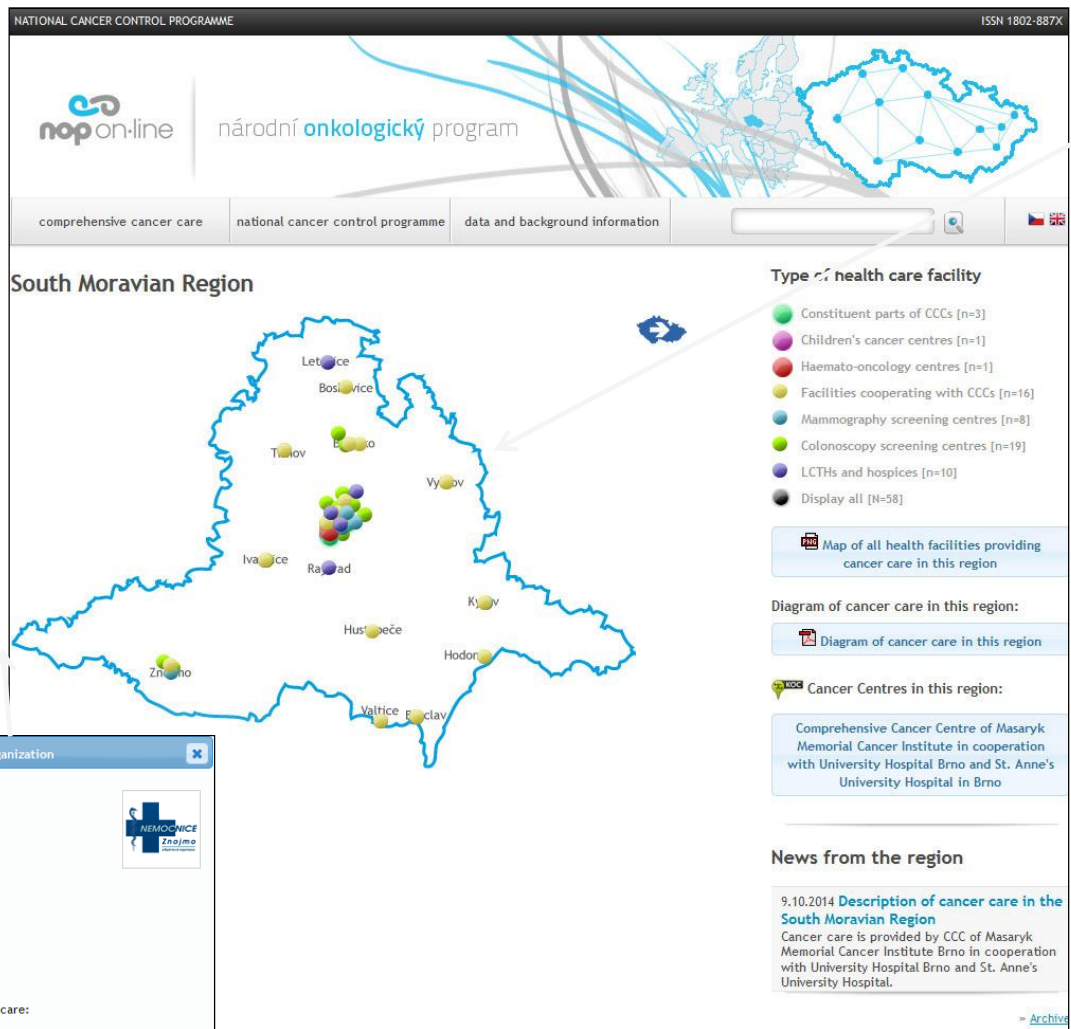 NATIONAL CANCER CONTROL PROGRAMME
ISSN 1802-887X
nop on-line
národní onkologický program
comprehensive cancer care
national cancer control programme
data and background information
South Moravian Region
Type of health care facility
Constituent parts of CCCs [n=3]
Children's cancer centres [n=1]
Haemato-oncology centres [n=1]
Facilities cooperating with CCCs [n=16]
Mammography screening centres [n=8]
Colonoscopy screening centres [n=19]
LCTHs and hospices [n=10]
Display all [N=58]
Valtice
PNG
Map of all health facilities providing
cancer care in this region
Diagram of cancer care in this region:
Diagram of cancer care in this region
KOC
Cancer Centres in this region:
Comprehensive Cancer Centre of Masaryk
Memorial Cancer Institute in cooperation
with University Hospital Brno and St. Anne's
University Hospital in Brno
News from the region
9.10.2014 Description of cancer care in the
South Moravian Region
Cancer care is provided by CCC of Masaryk
Memorial Cancer Institute Brno in cooperation
with University Hospital Brno and St. Anne's
University Hospital.
» Archive
NEMOCNICE
Znojmo
care: